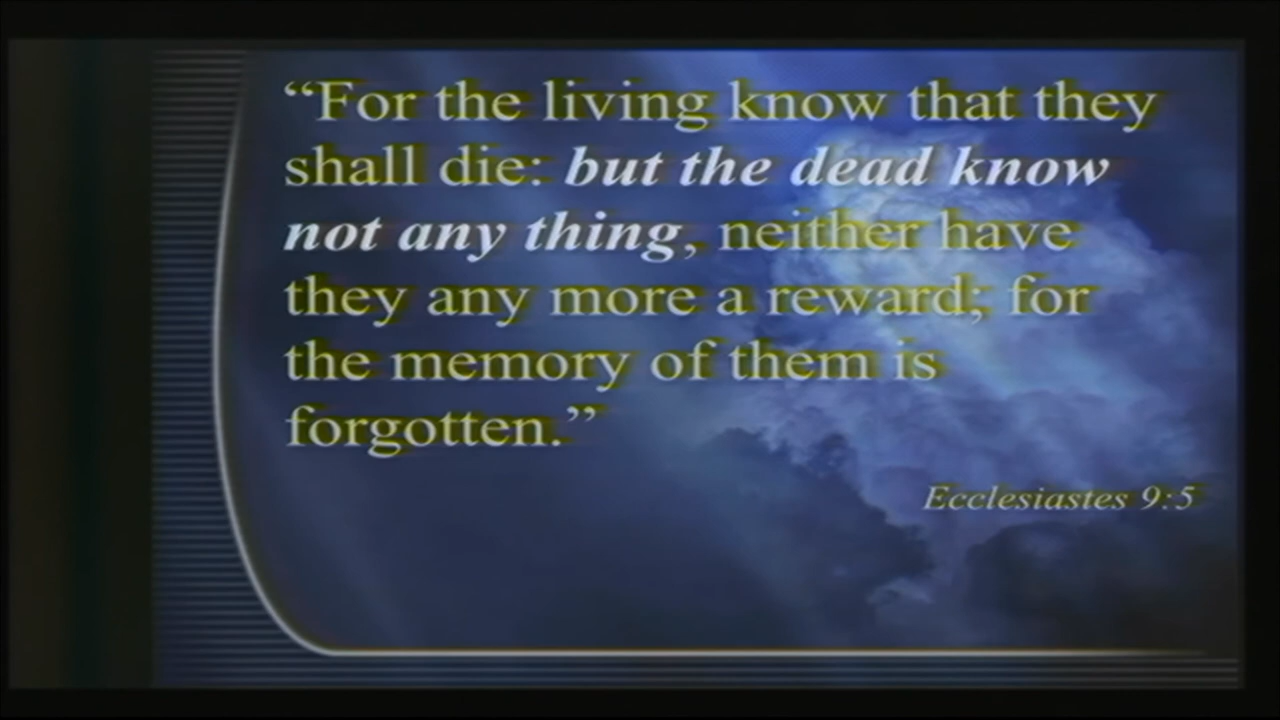 “For the living know that they
shall die: but the dead know
not any thing, neither have
they any more a reward; for
the memory of them is
forgotten.”
Ecclesiastes 9:5